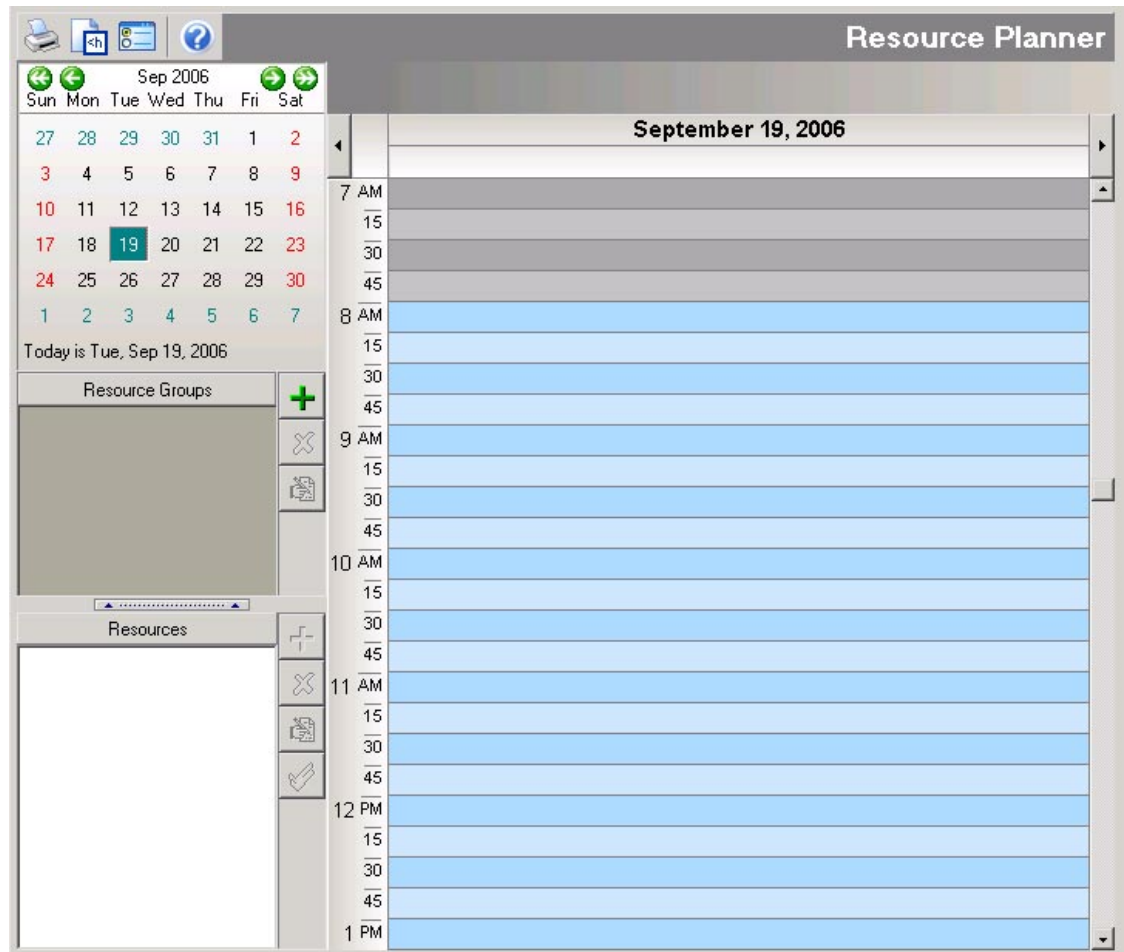 <h
?
Resource Planner
Sep 2006
Sun Mon Tue Wed Thu Fri Sat
27 28 29 30 31 1 2
3 4 5 6 7 8 9
10 11 12 13 14 15 16
17 18 19 20 21 22 23
24 25 26 27 28 29 30
1 2 3 4 5 6 7
Today is Tue, Sep 19, 2006
Resource Groups
Resources
September 19, 2006
7 AM
15
30
45
8 AM
15
30
45
9 AM
15
30
45
10 AM
15
30
45
11 AM
15
30
45
12 PM
15
30
45
1 PM